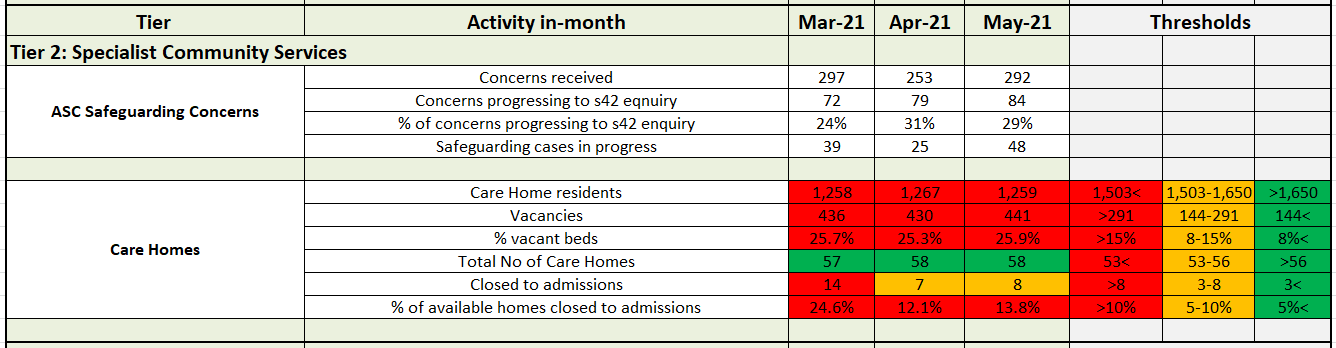 Tier Activity in-month Mar-21 Apr-21 May-21 Thresholds
Tier 2: Specialist Community Services
ASC Safeguarding Concerns
Concerns received 297 253 292
Concerns progressing to s42 eqnuiry 72 79 84
% of concerns progressing to s42 enquiry 24% 31% 29%
Safeguarding cases in progress 39 25 48
Care Homes
Care Home residents 1,258 1,267 1,259 1,503< 1,503-1,650 >1,650
Vacancies 436 430 441 >291 144-291 144<
% vacant beds 25.7% 25.3% 25.9% >15% 8-15% 8%<
Total No of Care Homes 57 58 58 53< 53-56 >56
Closed to admissions 14 7 8 >8 3-8 3<
% of available homes closed to admissions 24.6% 12.1% 13.8% >10% 5-10% 5%<